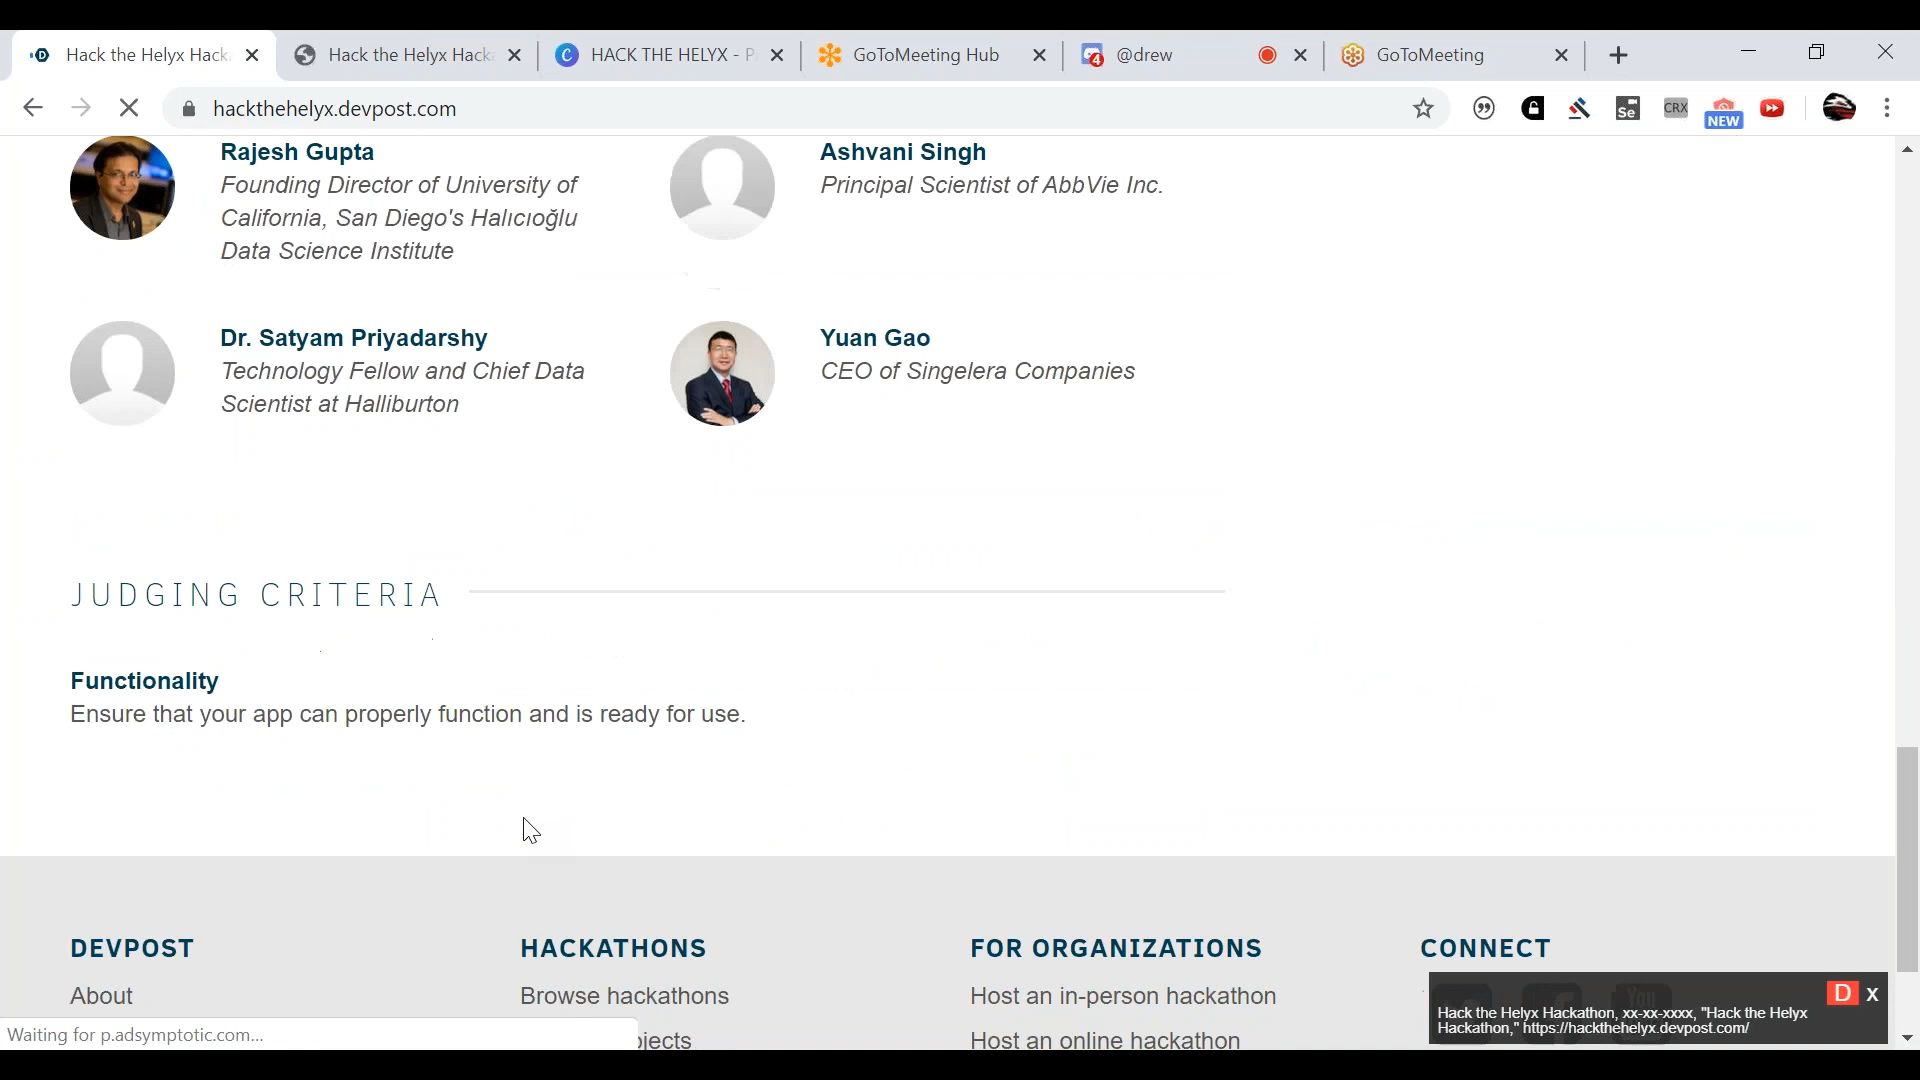 Hack the Helyx Hack
Hack the Helyx Hack
HACK THE HELYX - P
GoToMeeting Hub
4
@drew
GoToMeeting
hackthehelyx.devpost.com
Se
CRX
NEW
Rajesh Gupta
Founding Director of University of
California, San Diego's Halıcıoğlu
Data Science Institute
Ashvani Singh
Principal Scientist of AbbVie Inc.
Dr. Satyam Priyadarshy
Technology Fellow and Chief Data
Scientist at Halliburton
Yuan Gao
CEO of Singelera Companies
JUDGING CRITERIA
Functionality
Ensure that your app can properly function and is ready for use.
DEVPOST
HACKATHONS
FOR ORGANIZATIONS
CONNECT
About
Browse hackathons
Host an in-person hackathon
Host an online hackathon
D x
Hack the Helyx Hackathon, xx-xx-xxxx, "Hack the Helyx
Hackathon," https://hackthehelyx.devpost.com/
Waiting for p.adsymptotic.com...